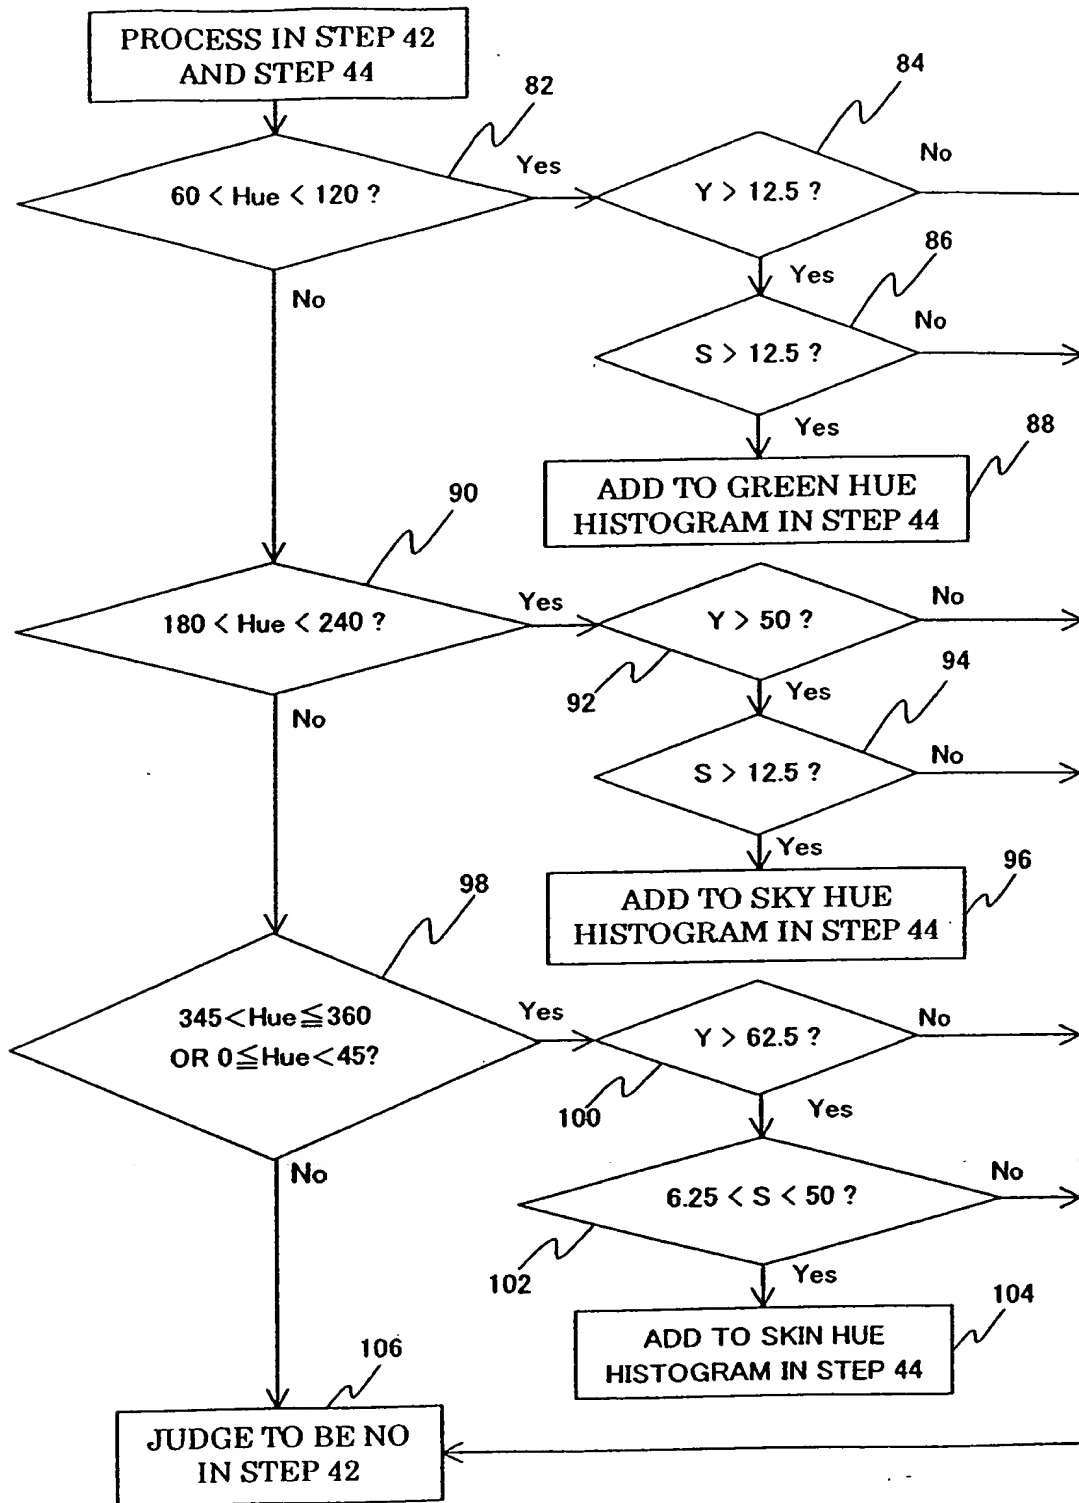 PROCESS IN STEP 42
AND STEP 44
82
84
60 < Hue < 120 ?
Yes
Y > 12.5 ?
No
No
Yes
86
S > 12.5 ?
No
Yes
88
ADD TO GREEN HUE
HISTOGRAM IN STEP 44
90
180 < Hue < 240 ?
Yes
Y > 50 ?
No
92
Yes
94
No
S > 12.5 ?
No
Yes
96
ADD TO SKY HUE
HISTOGRAM IN STEP 44
98
345<Hue≦360
OR 0≦Hue<45?
Yes
Y > 62.5 ?
No
100
Yes
No
6.25 < S < 50 ?
No
102
Yes
104
ADD TO SKIN HUE
HISTOGRAM IN STEP 44
106
JUDGE TO BE NO
IN STEP 42